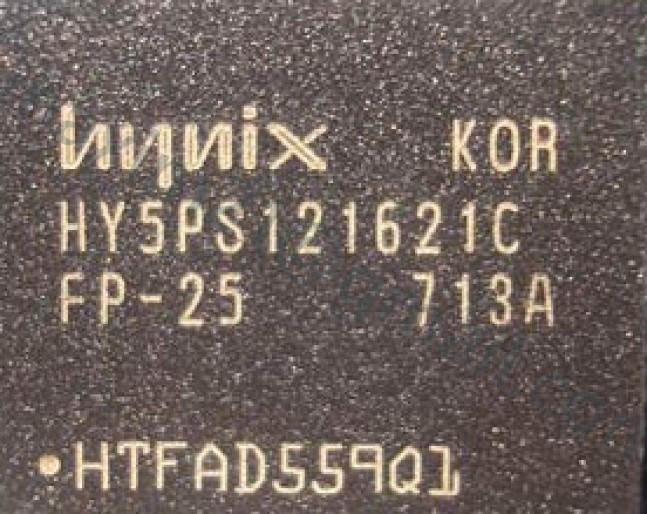 hynix KOR
HY5PS121621C
FP-25 713A
HTFAD559Q1